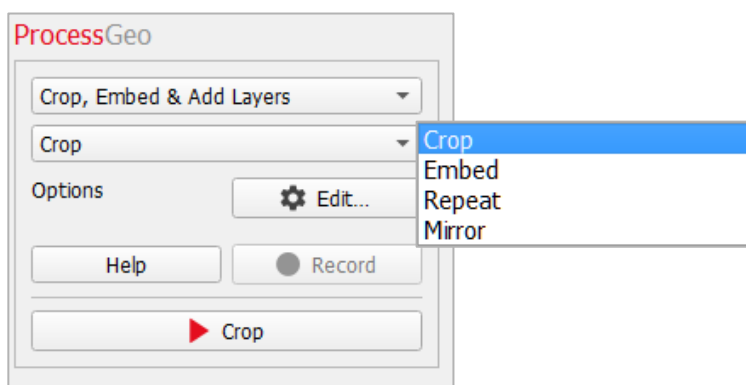 ProcessGeo
Crop, Embed & Add Layers
Crop
Crop
Embed
Repeat
Mirror
Options
Edit...
Help
Record
Crop